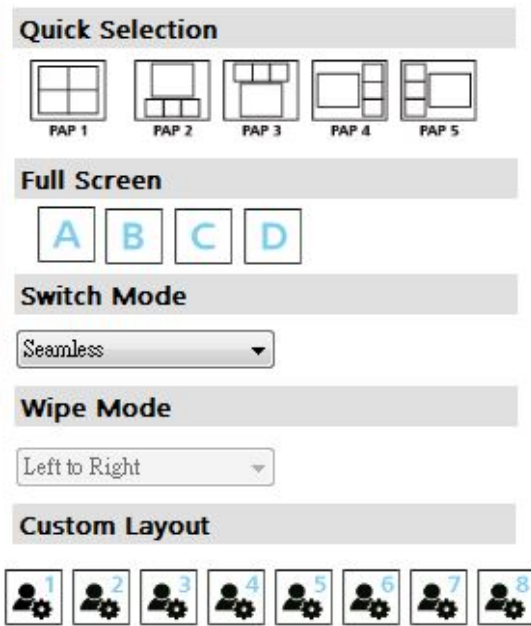 Quick Selection
PAP 1 PAP 2 PAP 3 PAP 4 PAP 5
Full Screen
A B C D
Switch Mode
Seamless
Wipe Mode
Left to Right
Custom Layout
1 2 3 4 5 6 7 8